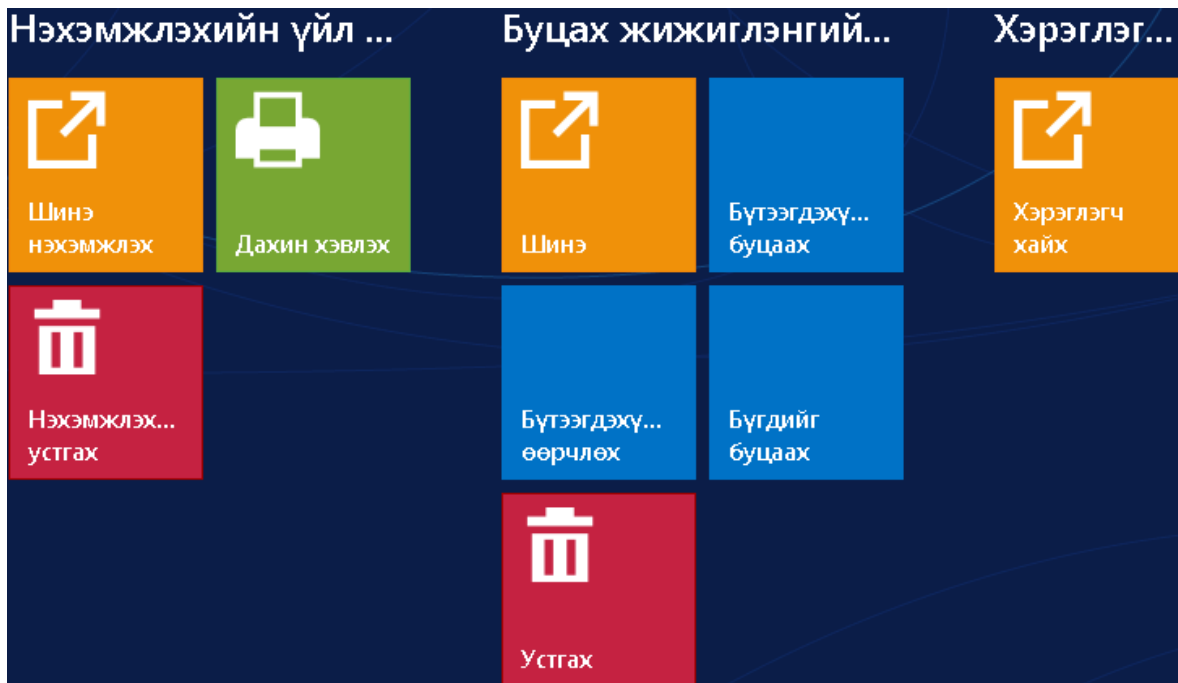 Нэхэмжлэхийн үйл ...
Буцах жижиглэнгий...
Хэрэглэг...
Шинэ
нэхэмжлэх
Дахин хэвлэх
Шинэ
Бүтээгдэхү...
буцаах
Хэрэглэгч
хайх
Нэхэмжлэх...
устгах
Бүтээгдэхү...
өөрчлөх
Бүгдийг
буцаах
Устгах